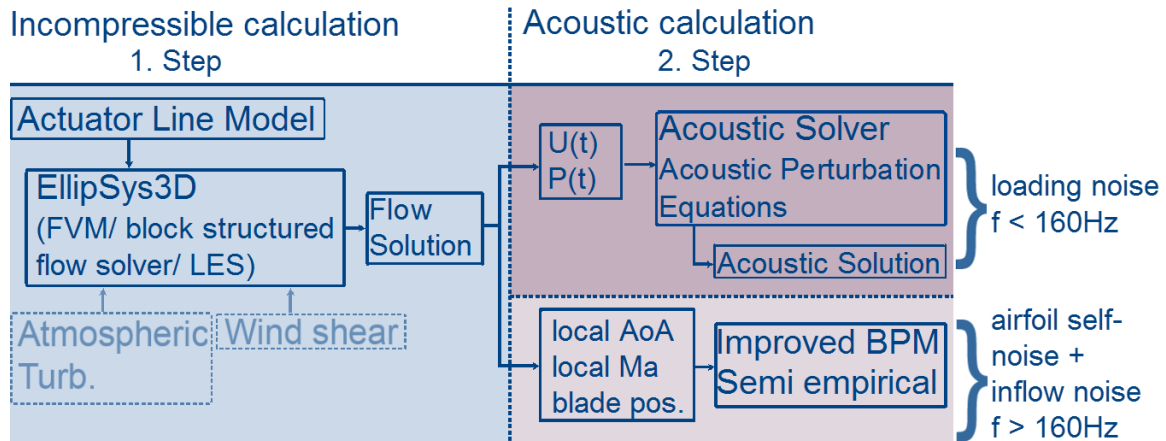 Incompressible calculation
1. Step
Acoustic calculation
2. Step
Actuator Line Model
EllipSys3D
(FVM/ block structured
flow solver/ LES)
Flow
Solution
Atmospheric
Turb.
Wind shear
U(t)
P(t)
Acoustic Solver
Acoustic Perturbation
Equations
Acoustic Solution
loading noise
f < 160Hz
local AoA
local Ma
blade pos.
Improved BPM
Semi empirical
airfoil self-
noise +
inflow noise
f > 160Hz